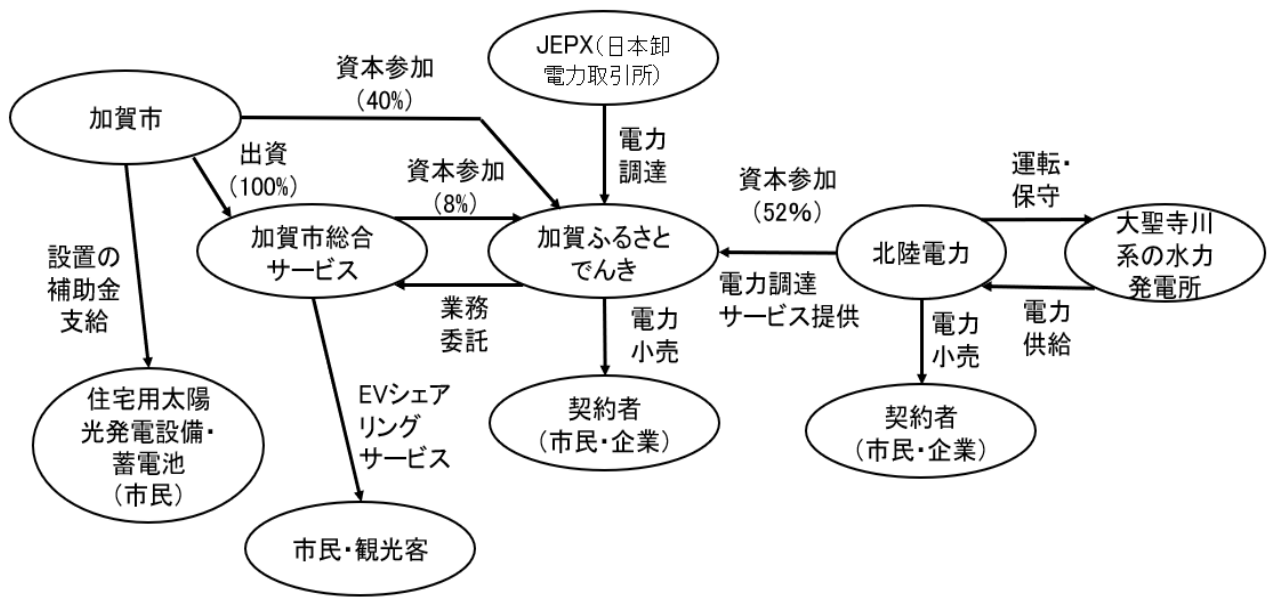 JEPX(日本卸
電力取引所)
資本参加
(40%)
加賀市
電力
調達
出資
(100%)
資本参加
(8%)
資本参加
(52%)
運転・
保守
加賀市総合
サービス
加賀ふるさと
でんき
北陸電力
大聖寺川
系の水力
発電所
設置の
補助金
支給
業務
委託
電力
小売
電力調達
サービス提供
電力
小売
電力
供給
住宅用太陽
光発電設備・
蓄電池
(市民)
EVシェア
リング
サービス
契約者
(市民・企業)
契約者
(市民・企業)
市民・観光客